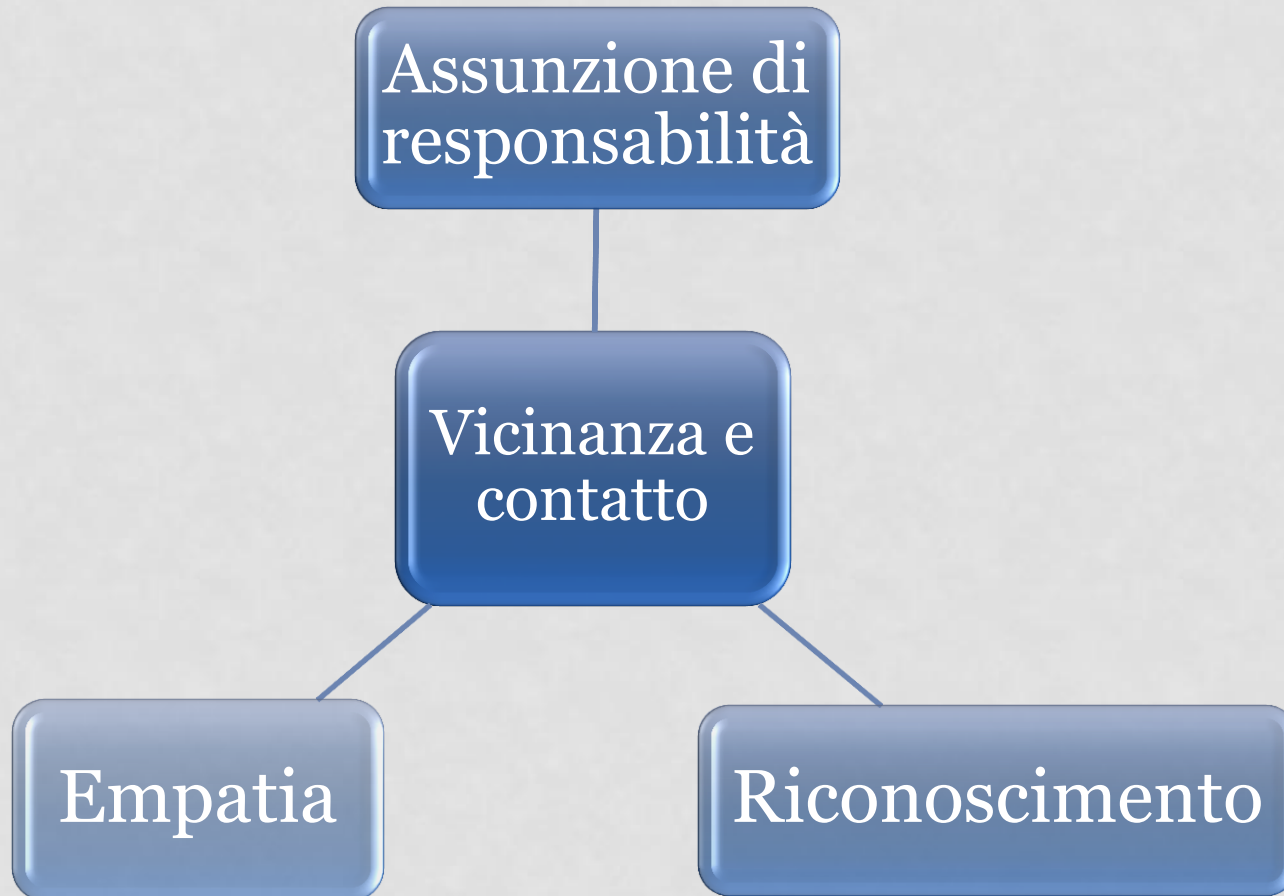 Assunzione di
responsabilità
Vicinanza e
contatto
Empatia
Riconoscimento